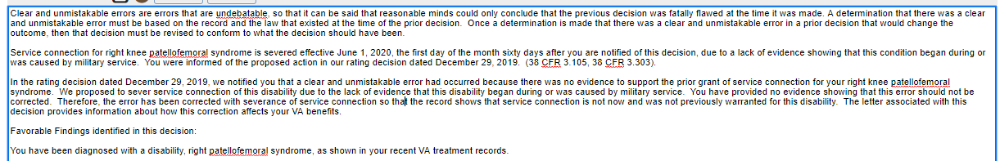 Clear and unmistakable errors are errors that are undebatable, so that it can be said that reasonable minds could only conclude that the previous decision was fatally flawed at the time it was made. A determination that there was a clear
and unmistakable error must be based on the record and the law that existed at the time of the prior decision. Once a determination is made that there was a clear and unmistakable error in a prior decision that would change the
outcome, then that decision must be revised to conform to what the decision should have been.
Service connection for right knee patellofemoral syndrome is severed effective June 1, 2020, the first day of the month sixty days after you are notified of this decision, due to a lack of evidence showing that this condition began during or
was caused by military service. You were informed of the proposed action in our rating decision dated December 29, 2019. (38 CFR 3.105, 38 CFR 3.303).
In the rating decision dated December 29, 2019, we notified you that a clear and unmistakable error had occurred because there was no evidence to support the prior grant of service connection for your right knee patellofemoral
syndrome. We proposed to sever service connection of this disability due to the lack of evidence that this disability began during or was caused by military service. You have provided no evidence showing that this error should not be
corrected. Therefore, the error has been corrected with severance of service connection so that the record shows that service connection is not now and was not previously warranted for this disability. The letter associated with this
decision provides information about how this correction affects your VA benefits.
Favorable Findings identified in this decision:
You have been diagnosed with a disability, right patellofemoral syndrome, as shown in your recent VA treatment records.